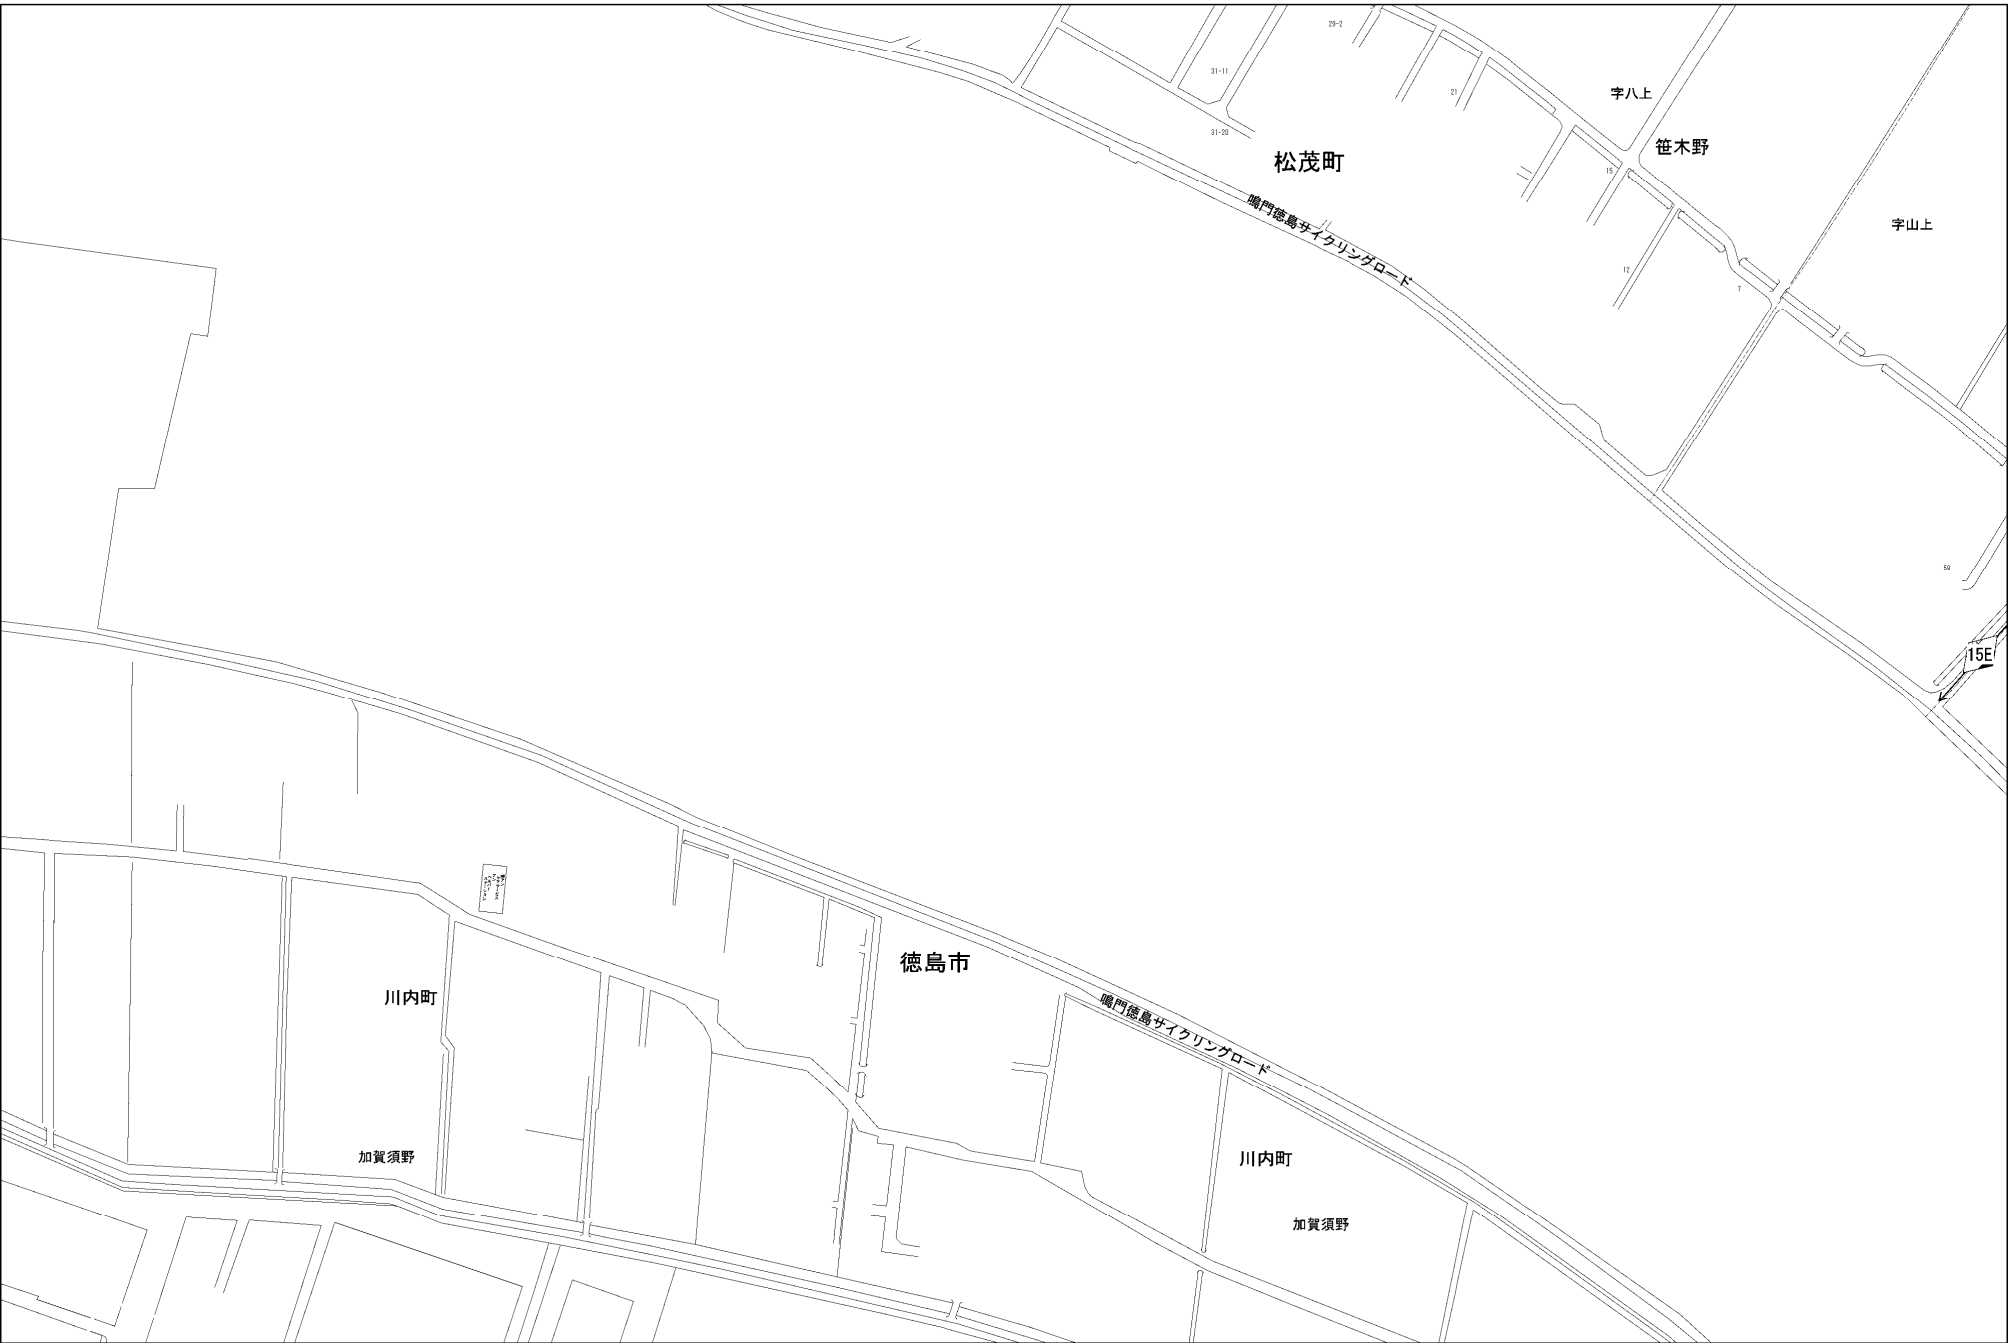 29-2
31-11
21
字八上
31-20
笹木野
松茂町
15
鳴門徳島サイクリングロード
字山上
12
7
59
15E
徳島市
川内町
鳴門徳島サイクリングロード
加賀須野
川内町
加賀須野